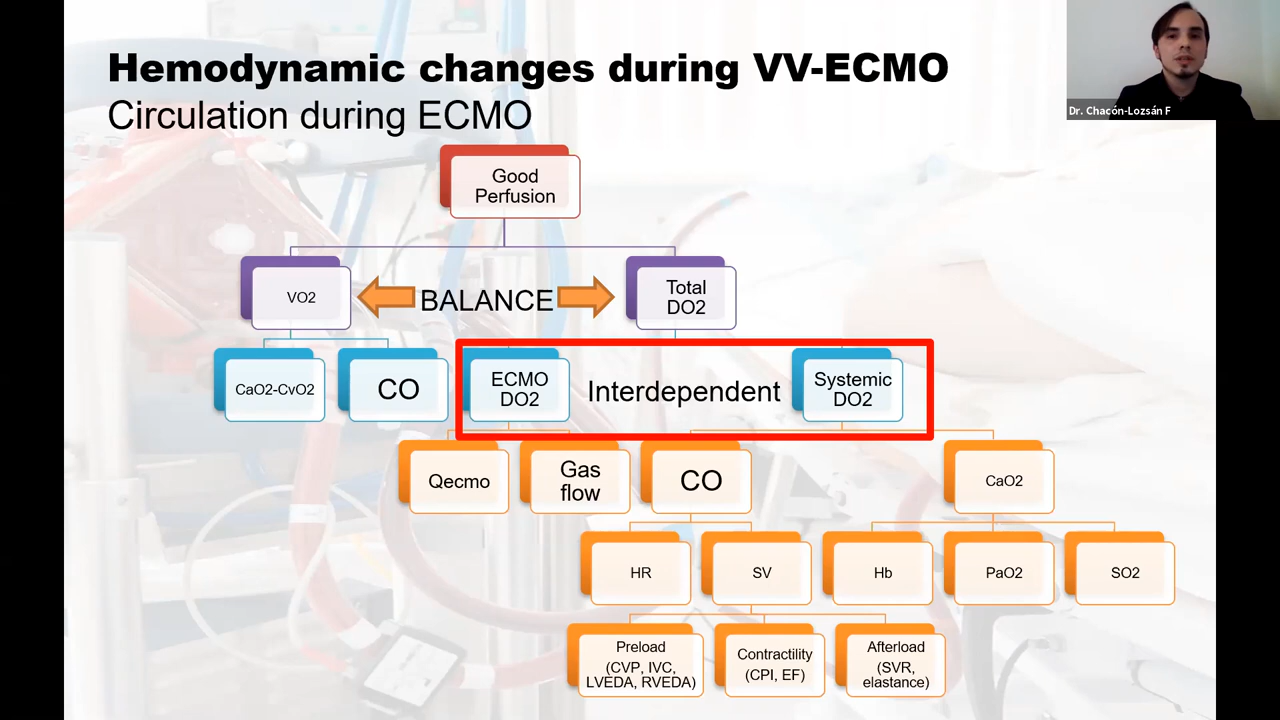 Hemodynamic changes during VV-ECMO
Circulation during ECMO
Dr. Chacón-Lozsán F
Good
Perfusion
VO2
BALANCE
Total
DO2
CaO2-CvO2
CO
ECMO
DO2
Interdependent
Systemic
DO2
Qecmo
Gas
flow
CO
CaO2
HR
SV
Hb
PaO2
SO2
Preload
(CVP, IVC,
LVEDA, RVEDA)
Contractility
(CPI, EF)
Afterload
(SVR,
elastance)